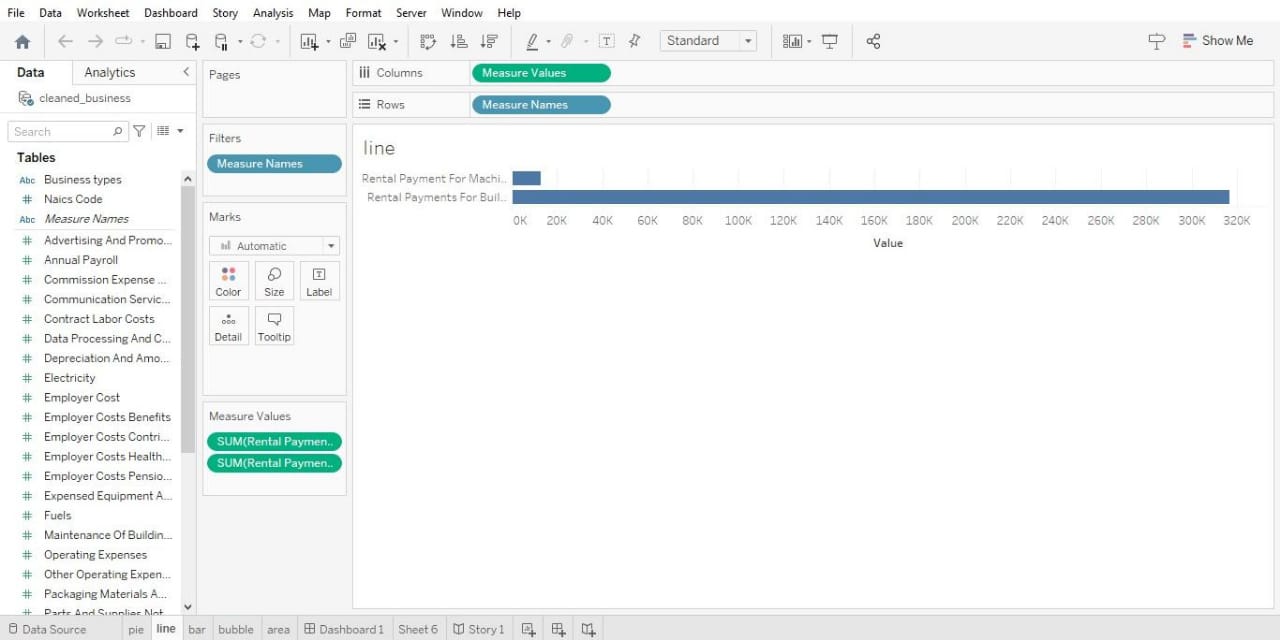 File Data Worksheet Dashboard Story Analysis Map Format Server Window Help
Standard
Show Me
Data Analytics
cleaned_business
Search
Tables
Abc Business types
# Naics Code
Abc Measure Names
# Advertising And Promo...
# Annual Payroll
# Commission Expense ...
# Communication Servic...
# Contract Labor Costs
# Data Processing And C...
# Depreciation And Amo...
# Electricity
# Employer Cost
# Employer Costs Benefits
# Employer Costs Contri...
# Employer Costs Health...
# Employer Costs Pensio...
# Expensed Equipment A...
# Fuels
# Maintenance Of Buildin...
# Operating Expenses
# Other Operating Expen...
# Packaging Materials A...
# Parts And Supplies Not
Pages
Filters
Measure Names
Marks
Automatic
Color Size Label
Detail Tooltip
Measure Values
SUM(Rental Paymen..
SUM(Rental Paymen..
Columns Measure Values
Rows Measure Names
line
Rental Payment For Machi..
Rental Payments For Buil..
0K 20K 40K 60K 80K 100K 120K 140K 160K 180K 200K 220K 240K 260K 280K 300K 320K
Value
Data Source pie line bar bubble area Dashboard 1 Sheet 6 Story 1